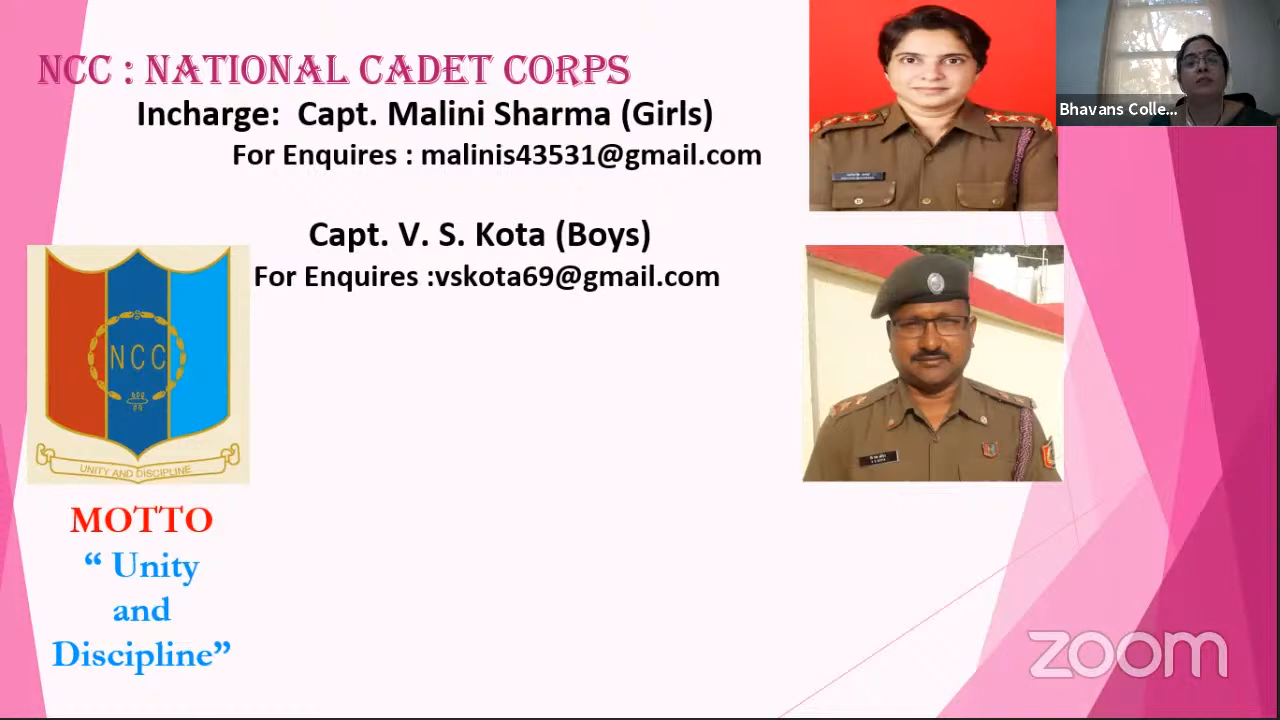 NCC : NATIONAL CADET CORPS
Incharge:  Capt. Malini Sharma (Girls)
For Enquires : malinis43531@gmail.com
Capt. V. S. Kota (Boys)
For Enquires :vskota69@gmail.com
NCC
UNITY AND DISCIPLINE
MOTTO
“ Unity
and
Discipline”
Bhavans Colle...
zoom